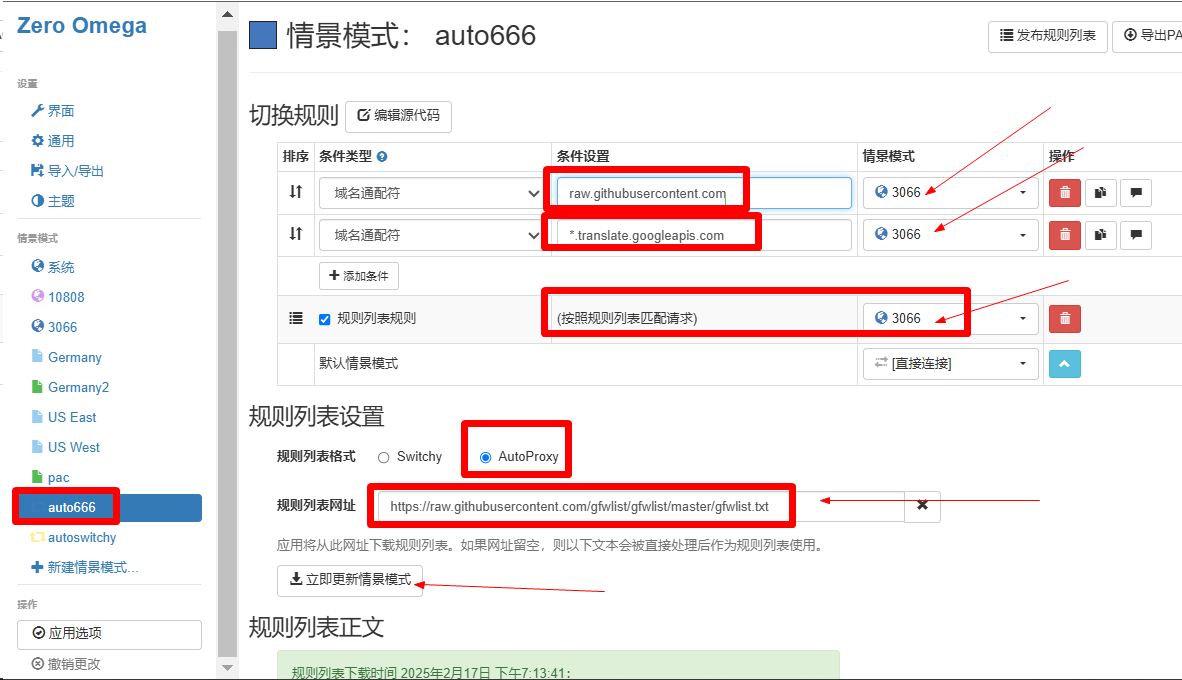 Zero Omega
设置
界面
通用
导入/导出
主题
情景模式
系统
10808
3066
Germany
Germany2
US East
US West
pac
auto666
autoswitchy
新建情景模式...
操作
应用选项
撤销更改
情景模式： auto666
发布规则列表
导出PA
切换规则
编辑源代码
排序 条件类型 条件设置 情景模式 操作
域名通配符 raw.githubusercontent.com 3066
域名通配符 *.translate.googleapis.com 3066
添加条件
规则列表规则 (按照规则列表匹配请求) 3066
默认情景模式 [直接连接]
规则列表设置
规则列表格式 Switchy AutoProxy
规则列表网址 https://raw.githubusercontent.com/gfwlist/gfwlist/master/gfwlist.txt
应用将从此网址下载规则列表。如果网址留空，则以下文本会被直接处理后作为规则列表使用。
立即更新情景模式
规则列表正文
规则列表下载时间 2025年2月17日 下午7:13:41：